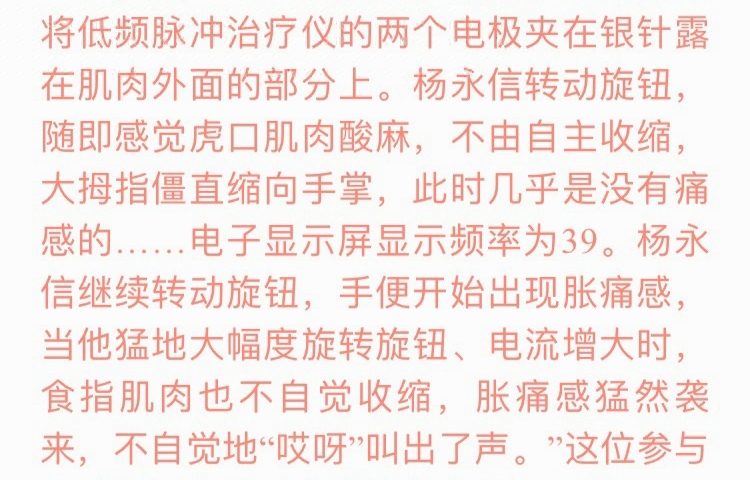 将低频脉冲治疗仪的两个电极夹在银针露
在肌肉外面的部分上。杨永信转动旋钮，
随即感觉虎口肌肉酸麻，不由自主收缩，
大拇指僵直缩向手掌，此时几乎是没有痛
感的……电子显示屏显示频率为39。杨永
信继续转动旋钮，手便开始出现胀痛感，
当他猛地大幅度旋转旋钮、电流增大时，
食指肌肉也不自觉收缩，胀痛感猛然袭
来，不自觉地“哎呀”叫出了声。”这位参与